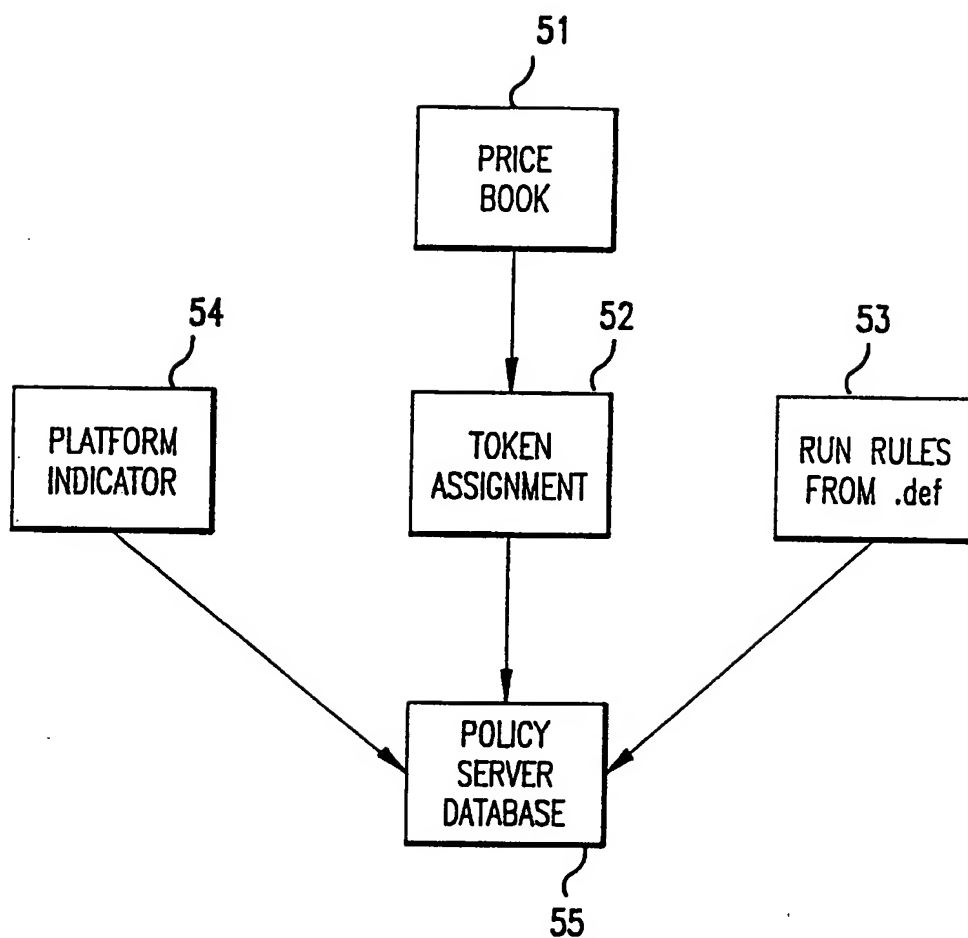 51
PRICE
BOOK
54
52
53
PLATFORM
INDICATOR
TOKEN
ASSIGNMENT
RUN RULES
FROM .def
POLICY
SERVER
DATABASE
55